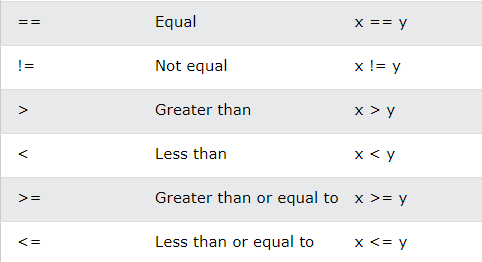 == Equal x == y
!= Not equal x != y
> Greater than x > y
< Less than x < y
>= Greater than or equal to x >= y
<= Less than or equal to x <= y